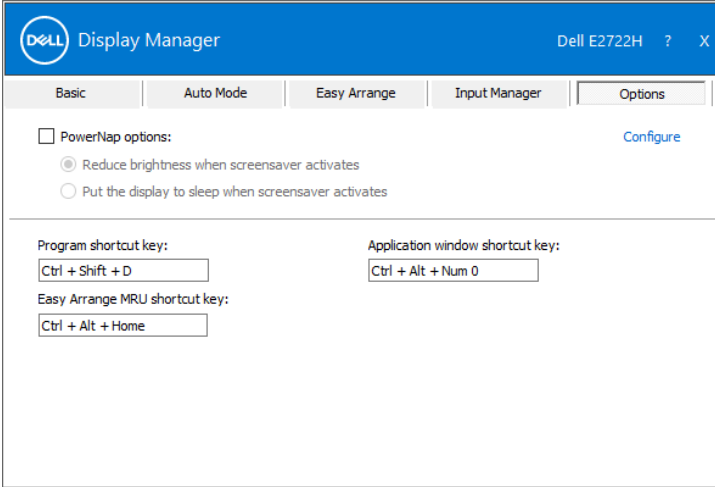 DELL Display Manager Dell E2722H ? X
Basic Auto Mode Easy Arrange Input Manager Options
PowerNap options: Configure
Reduce brightness when screensaver activates
Put the display to sleep when screensaver activates
Program shortcut key: Application window shortcut key:
Ctrl + Shift + D Ctrl + Alt + Num 0
Easy Arrange MRU shortcut key:
Ctrl + Alt + Home